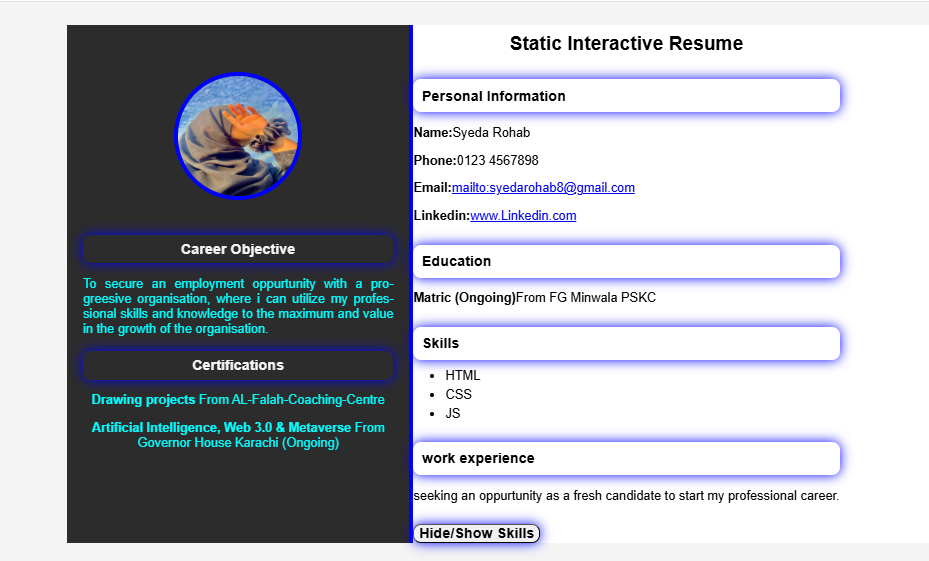 Static Interactive Resume
Career Objective
To secure an employment oppurtunity with a pro-
greesive organisation, where i can utilize my profes-
sional skills and knowledge to the maximum and value
in the growth of the organisation.
Certifications
Drawing projects From AL-Falah-Coaching-Centre
Artificial Intelligence, Web 3.0 & Metaverse From
Governor House Karachi (Ongoing)
Personal Information
Name:Syeda Rohab
Phone:0123 4567898
Email:mailto:syedarohab8@gmail.com
Linkedin:www.Linkedin.com
Education
Matric (Ongoing)From FG Minwala PSKC
Skills
HTML
CSS
JS
work experience
seeking an oppurtunity as a fresh candidate to start my professional career.
Hide/Show Skills